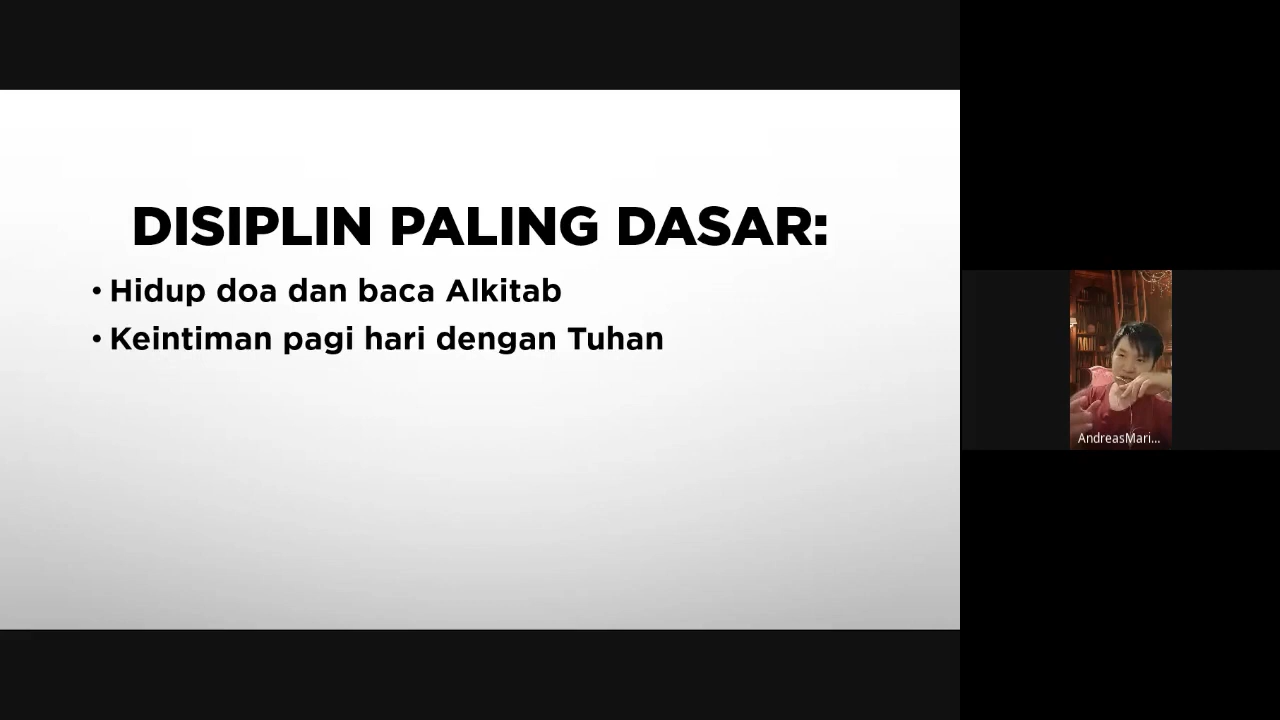 DISIPLIN PALING DASAR:
• Hidup doa dan baca Alkitab
• Keintiman pagi hari dengan Tuhan
AndreasMari...